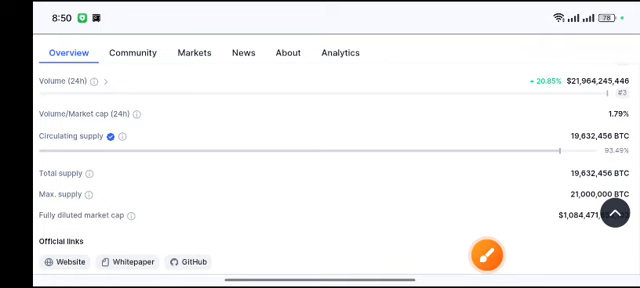 8:50 78
Overview Community Markets News About Analytics
Volume (24h) + 20.85% $21,964,245,446
#3
Volume/Market cap (24h) 1.79%
Circulating supply 19,632,456 BTC
93.49%
Total supply 19,632,456 BTC
Max. supply 21,000,000 BTC
Fully diluted market cap $1,084,471,
Official links
Website Whitepaper GitHub